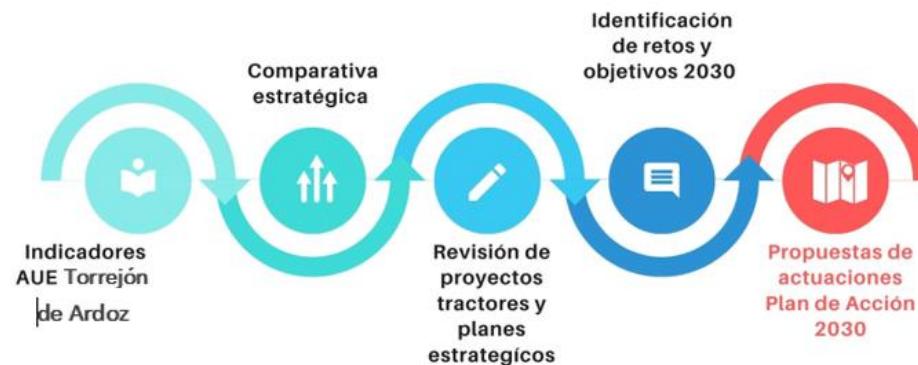 Indicadores
AUE Torrejón
de Ardoz
Comparativa
estratégica
Revisión de
proyectos
tractores y
planes
estrategícos
Identificación
de retos y
objetivos 2030
Propuestas de
actuaciones
Plan de Acción
2030